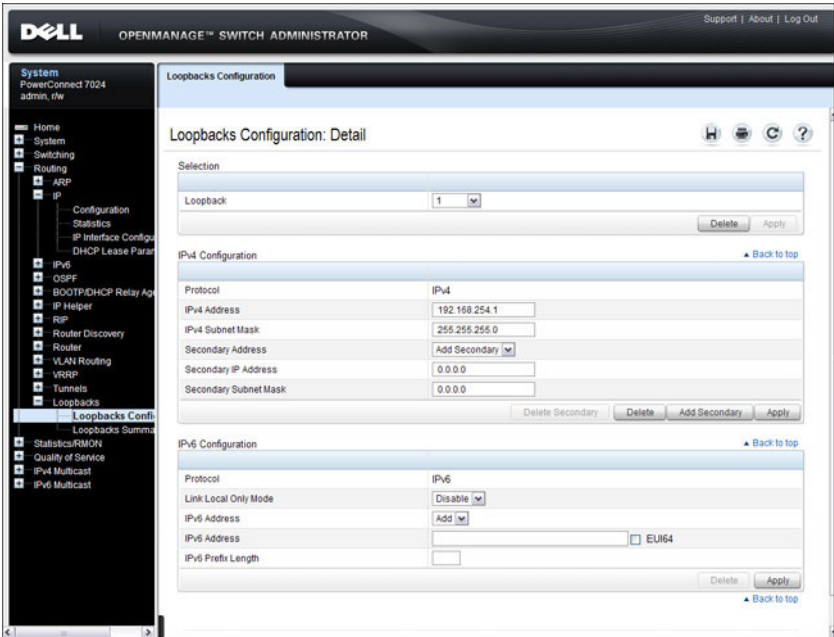 Support | About | Log Out
DELL
OPENMANAGE™ SWITCH ADMINISTRATOR
System
PowerConnect 7024
admin, r/w
Home
System
Switching
Routing
ARP
IP
Configuration
Statistics
IP Interface Configu
DHCP Lease Param
IPv6
OSPF
BOOTP/DHCP Relay Age
IP Helper
RIP
Router Discovery
Router
VLAN Routing
VRRP
Tunnels
Loopbacks
Loopbacks Confi
Loopbacks Summa
Statistics/RMON
Quality of Service
IPv4 Multicast
IPv6 Multicast
Loopbacks Configuration
Loopbacks Configuration: Detail
Selection
Loopback 1
Delete Apply
IPv4 Configuration Back to top
Protocol IPv4
IPv4 Address 192.168.254.1
IPv4 Subnet Mask 255.255.255.0
Secondary Address Add Secondary
Secondary IP Address 0.0.0.0
Secondary Subnet Mask 0.0.0.0
Delete Secondary Delete Add Secondary Apply
IPv6 Configuration Back to top
Protocol IPv6
Link Local Only Mode Disable
IPv6 Address Add
IPv6 Address EUI64
IPv6 Prefix Length
Delete Apply
Back to top